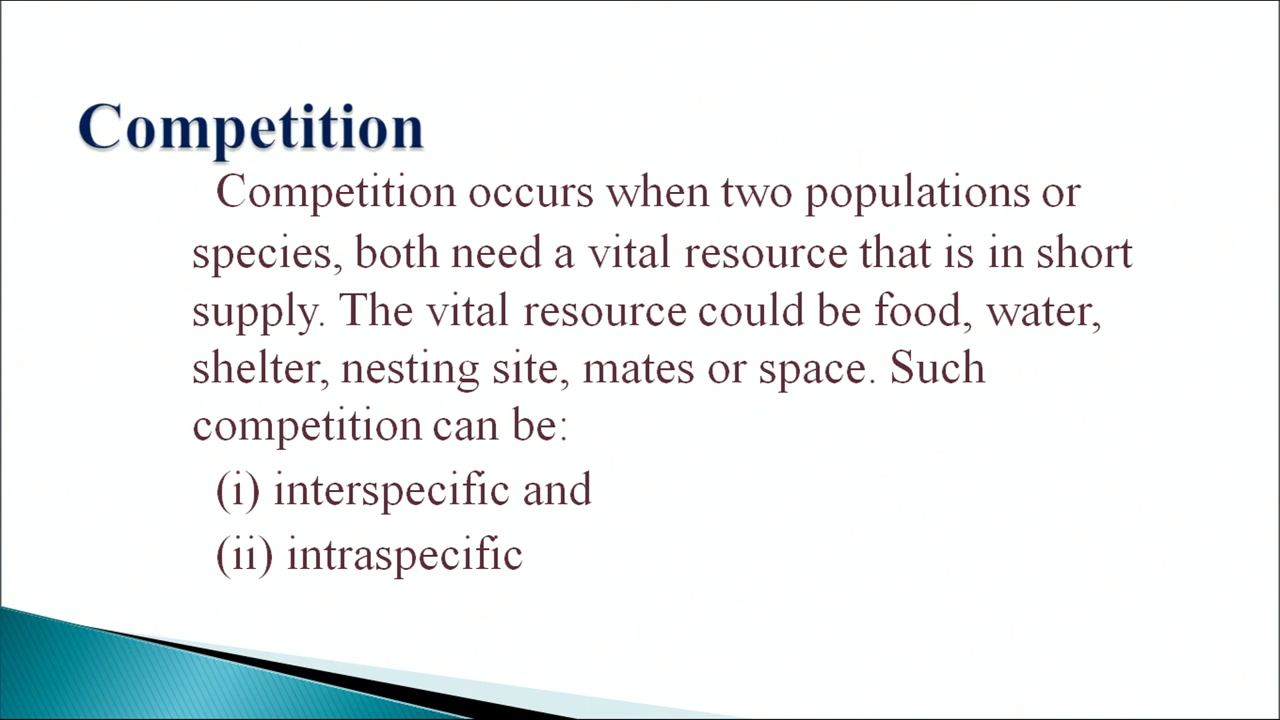 Competition
Competition occurs when two populations or
species, both need a vital resource that is in short
supply. The vital resource could be food, water,
shelter, nesting site, mates or space. Such
competition can be:
(i) interspecific and
(ii) intraspecific